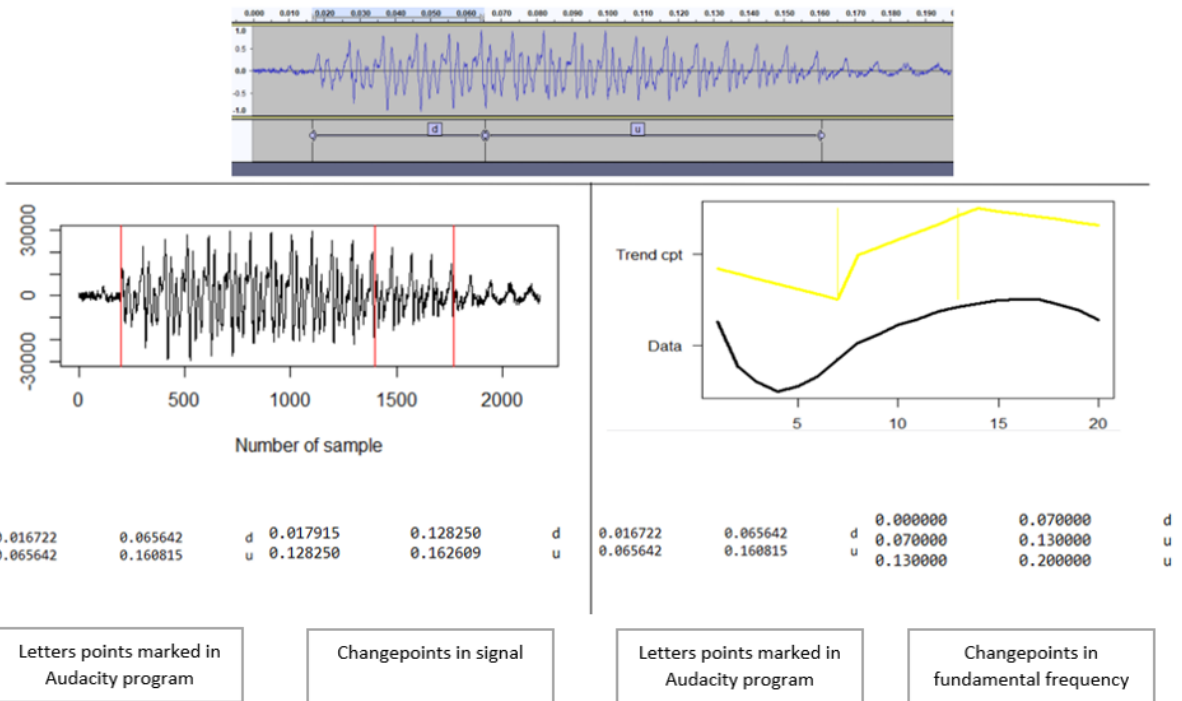 0.000 0.010 0.020 0.030 0.040 0.050 0.060 0.070 0.080 0.090 0.100 0.110 0.120 0.130 0.140 0.150 0.160 0.170 0.180 0.190
1.0
0.5
0.0
-0.5
-1.0
d u
30000
0
-30000
0 500 1000 1500 2000
Number of sample
Trend cpt
Data
5 10 15 20
.016722 0.065642 d
.065642 0.160815 u
0.017915 0.128250 d
0.128250 0.162609 u
0.016722 0.065642 d
0.065642 0.160815 u
0.000000 0.070000 d
0.070000 0.130000 u
0.130000 0.200000 u
Letters points marked in
Audacity program
Changepoints in signal
Letters points marked in
Audacity program
Changepoints in
fundamental frequency